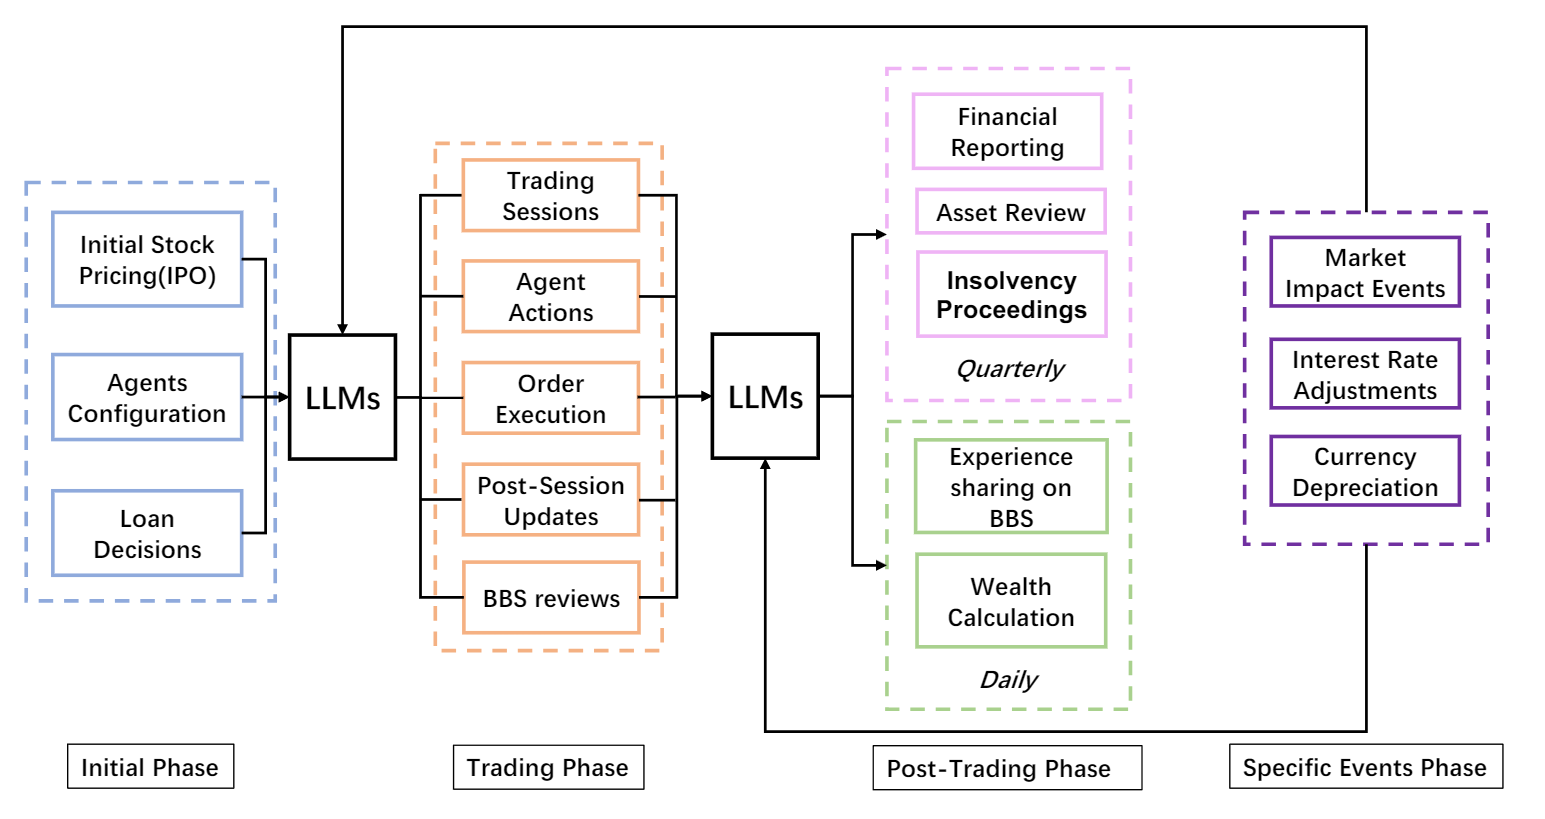 Initial Stock
Pricing(IPO)
Agents
Configuration
Loan
Decisions
LLMs
Trading
Sessions
Agent
Actions
Order
Execution
Post-Session
Updates
BBS reviews
LLMs
Financial
Reporting
Asset Review
Insolvency
Proceedings
Quarterly
Experience
sharing on
BBS
Wealth
Calculation
Daily
Market
Impact Events
Interest Rate
Adjustments
Currency
Depreciation
Initial Phase
Trading Phase
Post-Trading Phase
Specific Events Phase